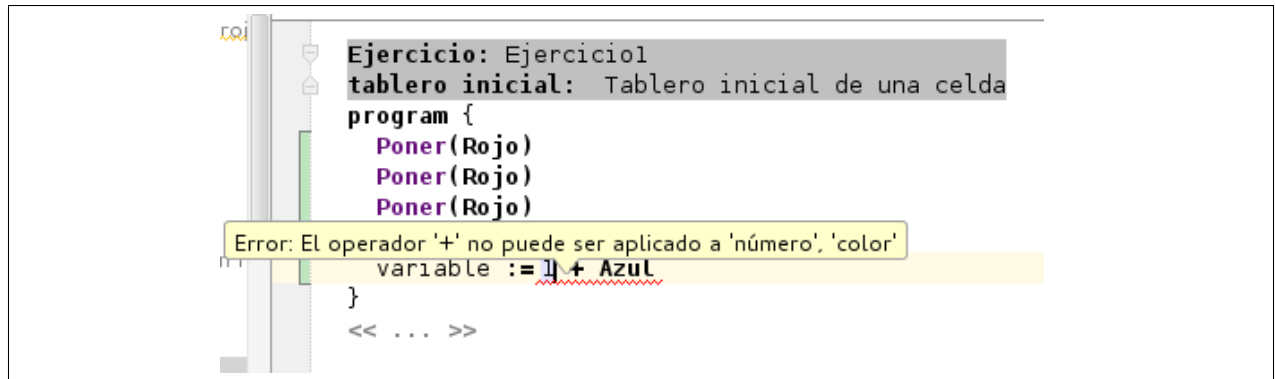 roj
Ejercicio: Ejercicio1
tablero inicial:  Tablero inicial de una celda
program {
Poner(Rojo)
Poner(Rojo)
Poner(Rojo)
Error: El operador '+' no puede ser aplicado a 'número', 'color'
variable := 1 + Azul
}
<< ... >>